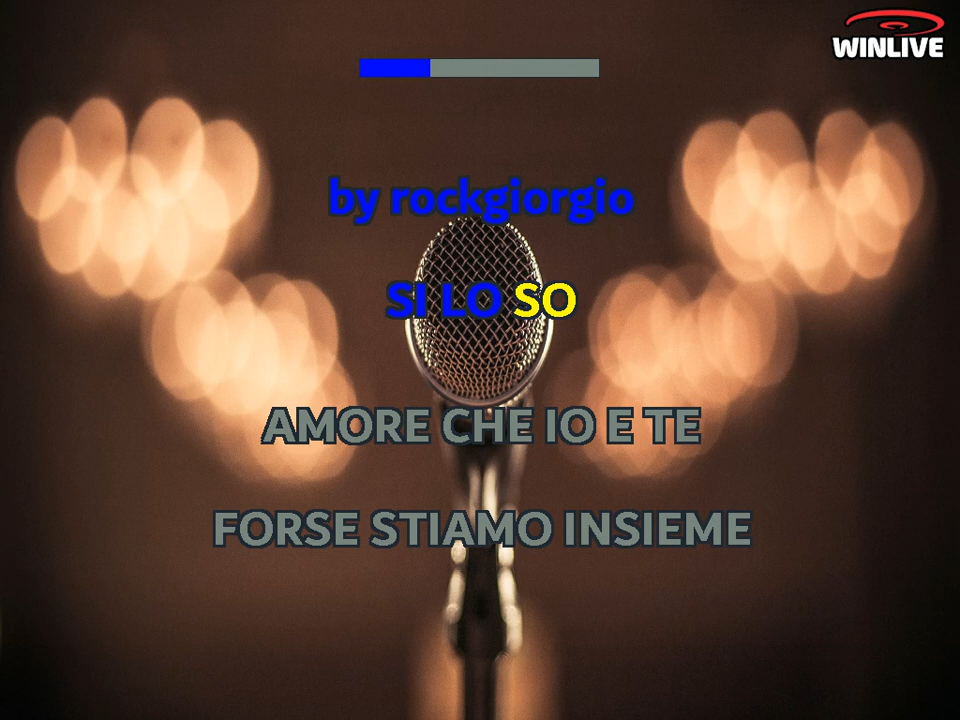 WINLIVE
by rockgiorgio
SI LO SO
AMORE CHE IO E TE
FORSE STIAMO INSIEME